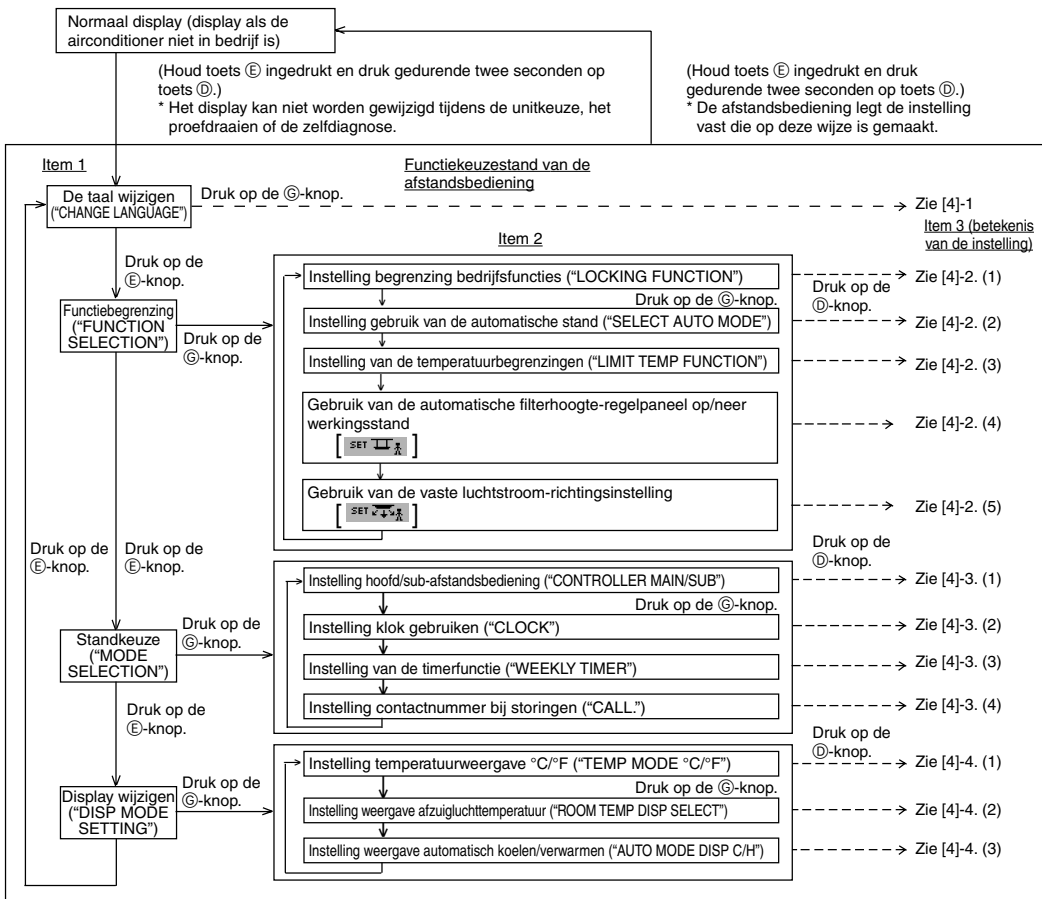 Normaal display (display als de
airconditioner niet in bedrijf is)
(Houd toets Ⓔ ingedrukt en druk gedurende twee seconden op
toets Ⓓ.)
* Het display kan niet worden gewijzigd tijdens de unitkeuze, het
proefdraaien of de zelfdiagnose.
(Houd toets Ⓔ ingedrukt en druk
gedurende twee seconden op toets Ⓓ.)
* De afstandsbediening legt de instelling
vast die op deze wijze is gemaakt.
Item 1
Functiekeuzestand van de
afstandsbediening
De taal wijzigen
(“CHANGE LANGUAGE”)
Druk op de Ⓖ-knop.
Zie [4]-1
Item 2
Item 3 (betekenis
van de instelling)
Druk op de
Ⓔ-knop.
Functiebegrenzing
(“FUNCTION
SELECTION”)
Druk op de
Ⓖ-knop.
Instelling begrenzing bedrijfsfuncties (“LOCKING FUNCTION”)
Druk op de Ⓖ-knop.
Druk op de
Ⓓ-knop.
Zie [4]-2. (1)
Instelling gebruik van de automatische stand (“SELECT AUTO MODE”)
Zie [4]-2. (2)
Instelling van de temperatuurbegrenzingen (“LIMIT TEMP FUNCTION”)
Zie [4]-2. (3)
Gebruik van de automatische filterhoogte-regelpaneel op/neer
werkingsstand
[ SET ]
Zie [4]-2. (4)
Gebruik van de vaste luchtstroom-richtingsinstelling
[ SET ]
Zie [4]-2. (5)
Druk op de
Ⓔ-knop.
Druk op de
Ⓔ-knop.
Standkeuze
(“MODE
SELECTION”)
Druk op de
Ⓖ-knop.
Druk op de
Ⓓ-knop.
Instelling hoofd/sub-afstandsbediening (“CONTROLLER MAIN/SUB”)
Zie [4]-3. (1)
Druk op de Ⓖ-knop.
Instelling klok gebruiken (“CLOCK”)
Zie [4]-3. (2)
Instelling van de timerfunctie (“WEEKLY TIMER”)
Zie [4]-3. (3)
Instelling contactnummer bij storingen (“CALL.”)
Zie [4]-3. (4)
Druk op de
Ⓔ-knop.
Display wijzigen
(“DISP MODE
SETTING”)
Druk op de
Ⓖ-knop.
Druk op de
Ⓓ-knop.
Instelling temperatuurweergave °C/°F (“TEMP MODE °C/°F”)
Zie [4]-4. (1)
Druk op de Ⓖ-knop.
Instelling weergave afzuigluchttemperatuur (“ROOM TEMP DISP SELECT”)
Zie [4]-4. (2)
Instelling weergave automatisch koelen/verwarmen (“AUTO MODE DISP C/H”)
Zie [4]-4. (3)